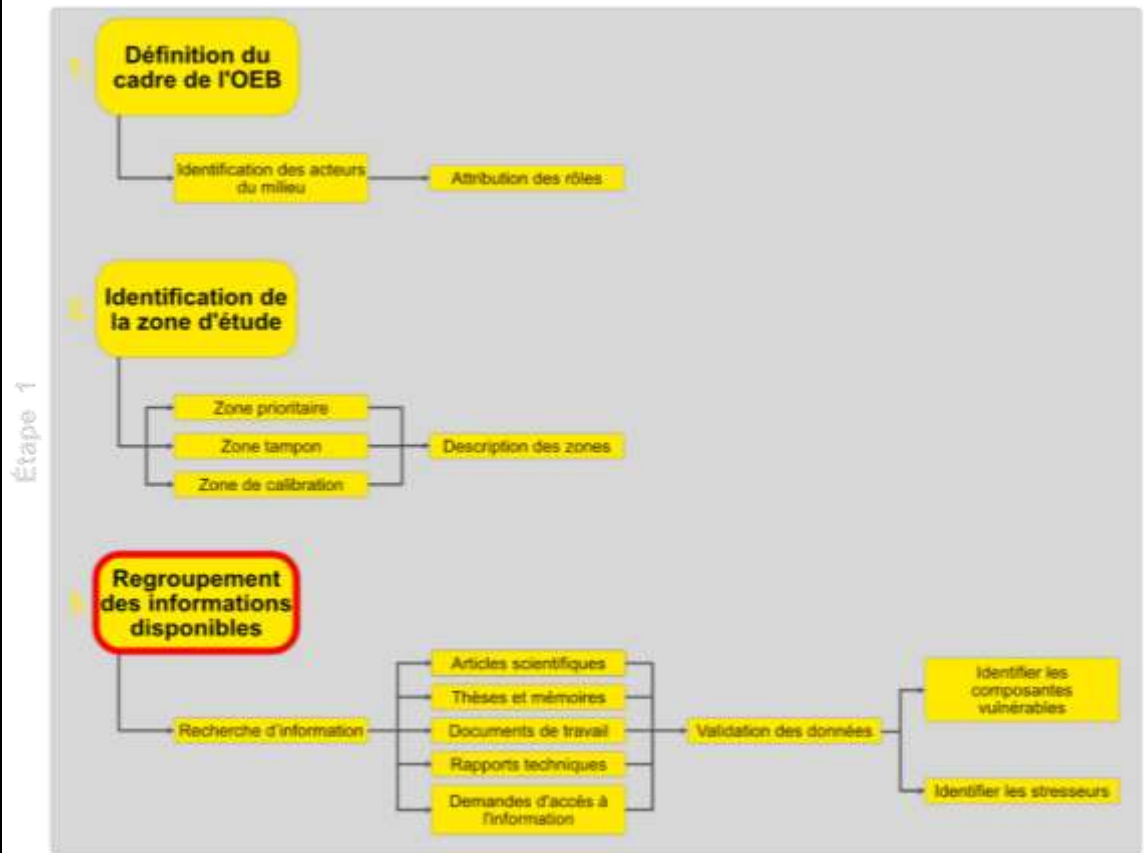 Étape 1
1
Définition du
cadre de l'OEB
Identification des acteurs
du milieu
Attribution des rôles
2
Identification de
la zone d'étude
Zone prioritaire
Zone tampon
Zone de calibration
Description des zones
3
Regroupement
des informations
disponibles
Recherche d'information
Articles scientifiques
Thèses et mémoires
Documents de travail
Rapports techniques
Demandes d'accès à
l'information
Validation des données
Identifier les
composantes
vulnérables
Identifier les stresseurs